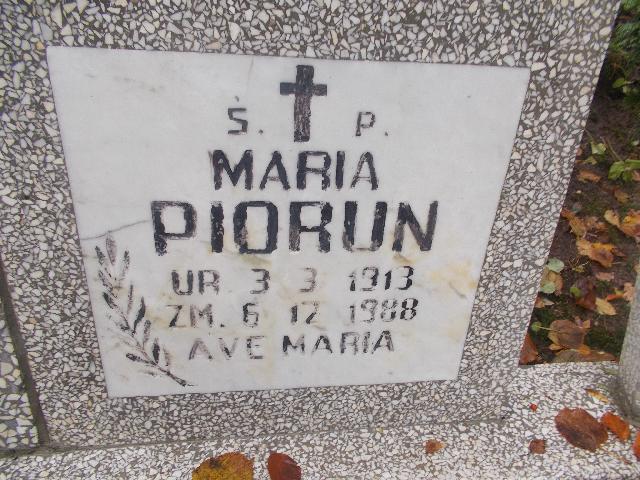 Ś. P.
MARIA
PIORUN
UR 3 3 1913
ZM. 6 12 1988
AVE MARIA